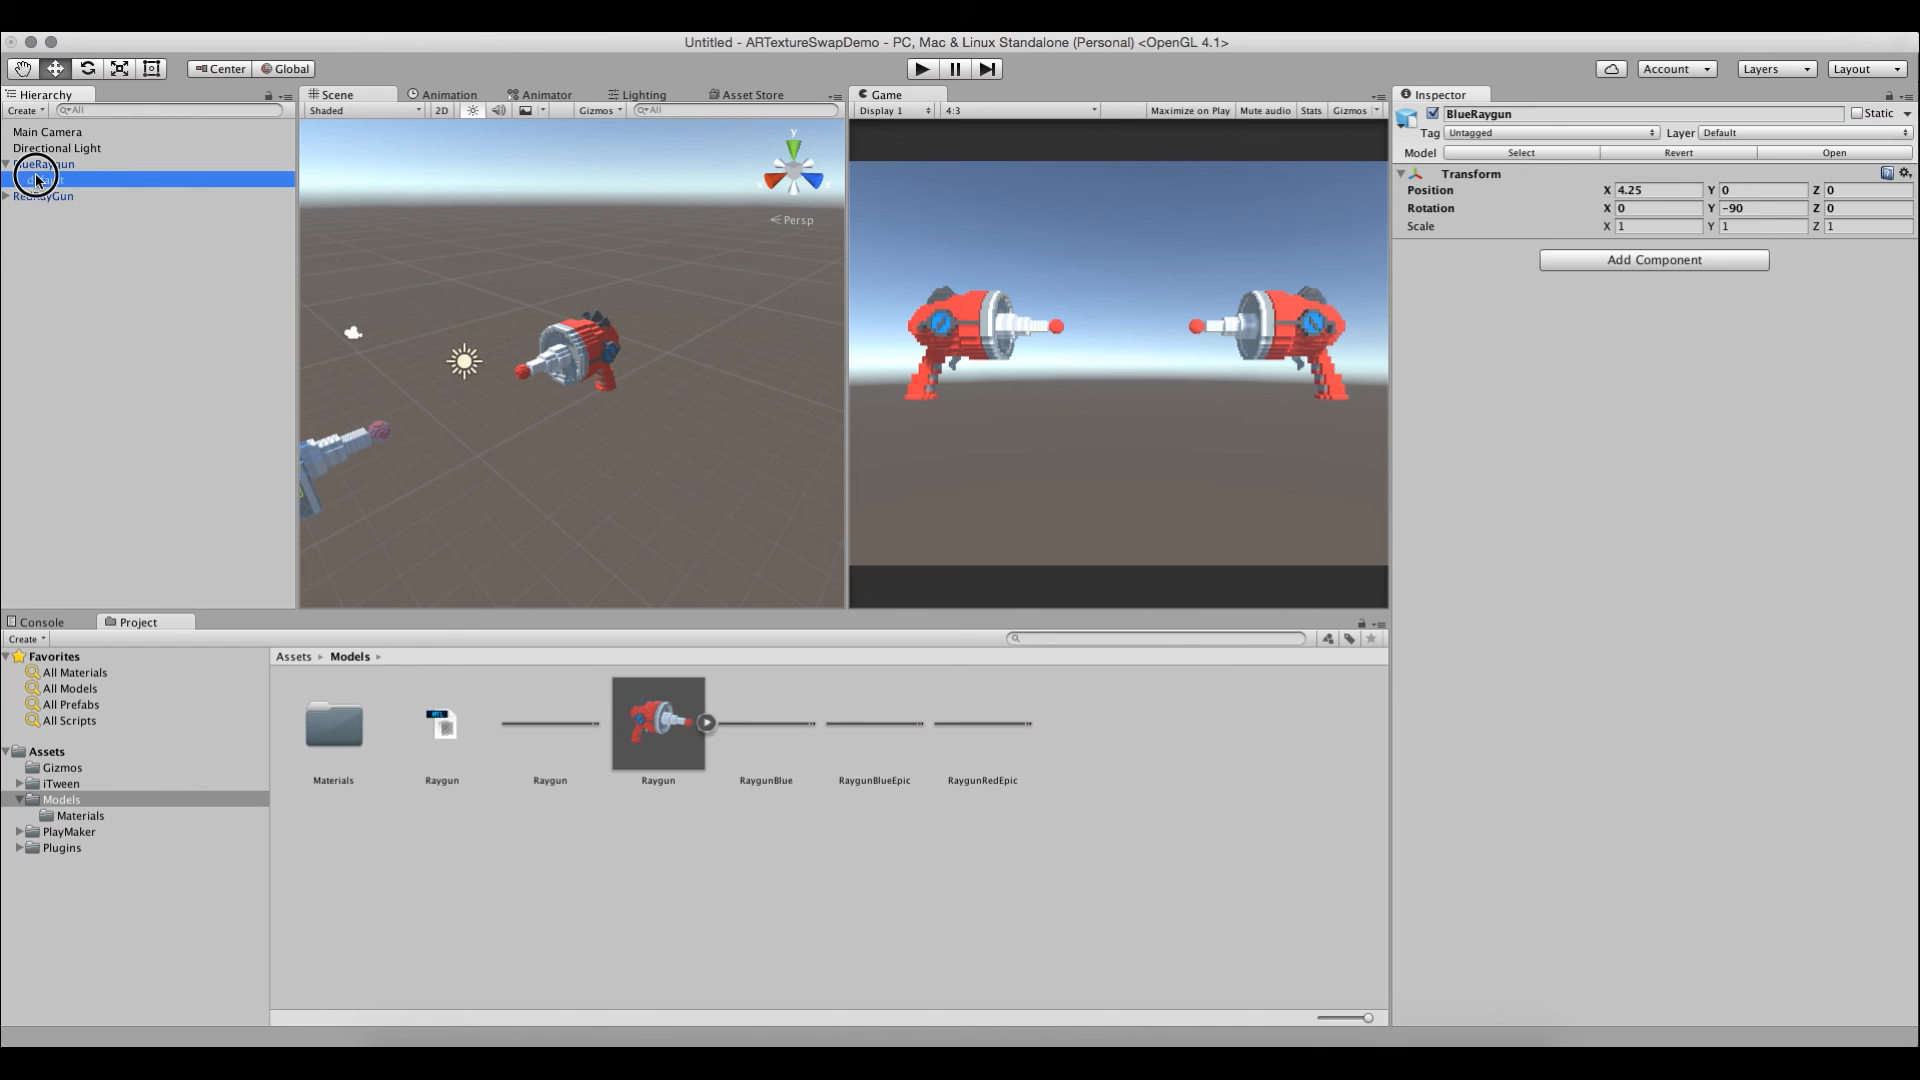 Untitled - ARTextureSwapDemo - PC, Mac & Linux Standalone (Personal) <OpenGL 4.1>
Center Global Account Layers Layout
Hierarchy Scene Animation Animator Lighting Asset Store Game Inspector
Create All Shaded 2D Gizmos All Display 1 4:3 Maximize on Play Mute audio Stats Gizmos BlueRaygun Static
Main Camera y Tag Untagged Layer Default
Directional Light Model Select Revert Open
BlueRaygun Transform
Position X 4.25 Y 0 Z 0
RedRayGun Rotation X 0 Y -90 Z 0
Persp Scale X 1 Y 1 Z 1
Add Component
Console Project
Create
Favorites Assets Models
All Materials
All Models
All Prefabs
All Scripts
Assets
Gizmos
iTween Materials Raygun Raygun Raygun RaygunBlue RaygunBlueEpic RaygunRedEpic
Models
Materials
PlayMaker
Plugins